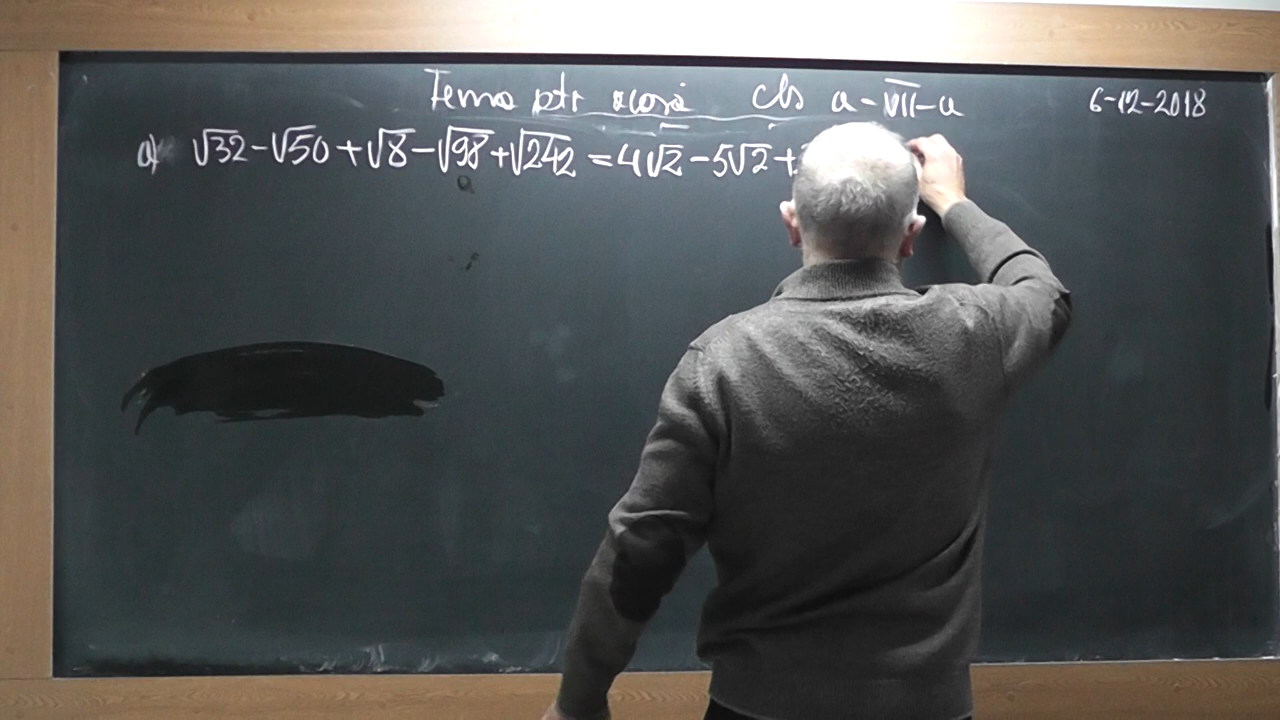 Tema ptr acasă cls a-VII-a 6-12-2018
a) √32-√50+√8-√98+√242=4√2-5√2+